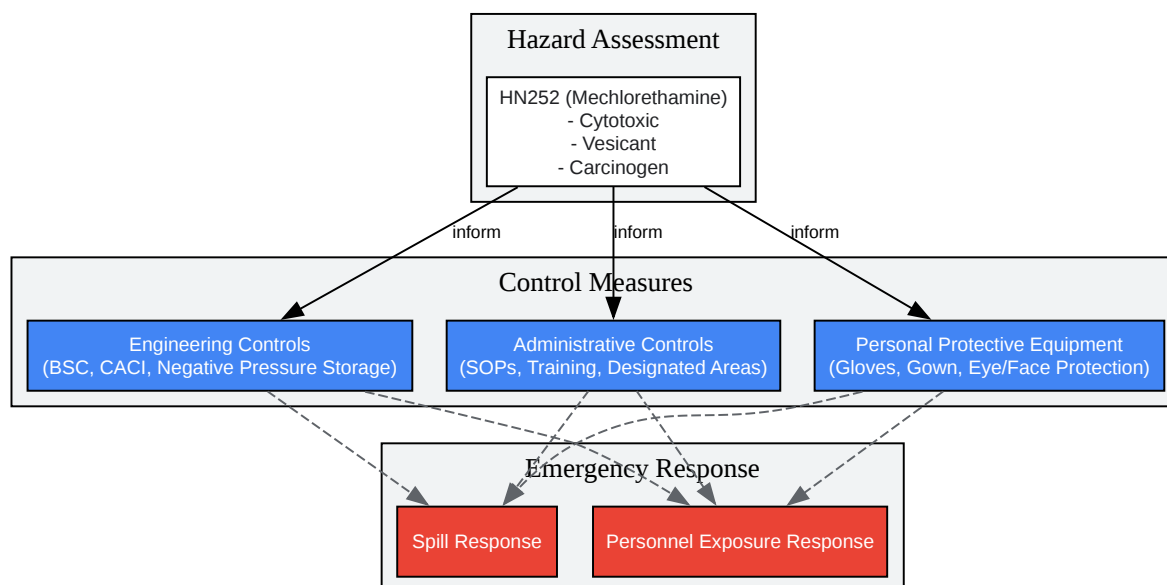 Hazard Assessment
HN252 (Mechlorethamine)
- Cytotoxic
- Vesicant
- Carcinogen
inform
inform
inform
Control Measures
Engineering Controls
(BSC, CACI, Negative Pressure Storage)
Administrative Controls
(SOPs, Training, Designated Areas)
Personal Protective Equipment
(Gloves, Gown, Eye/Face Protection)
Emergency Response
Spill Response
Personnel Exposure Response